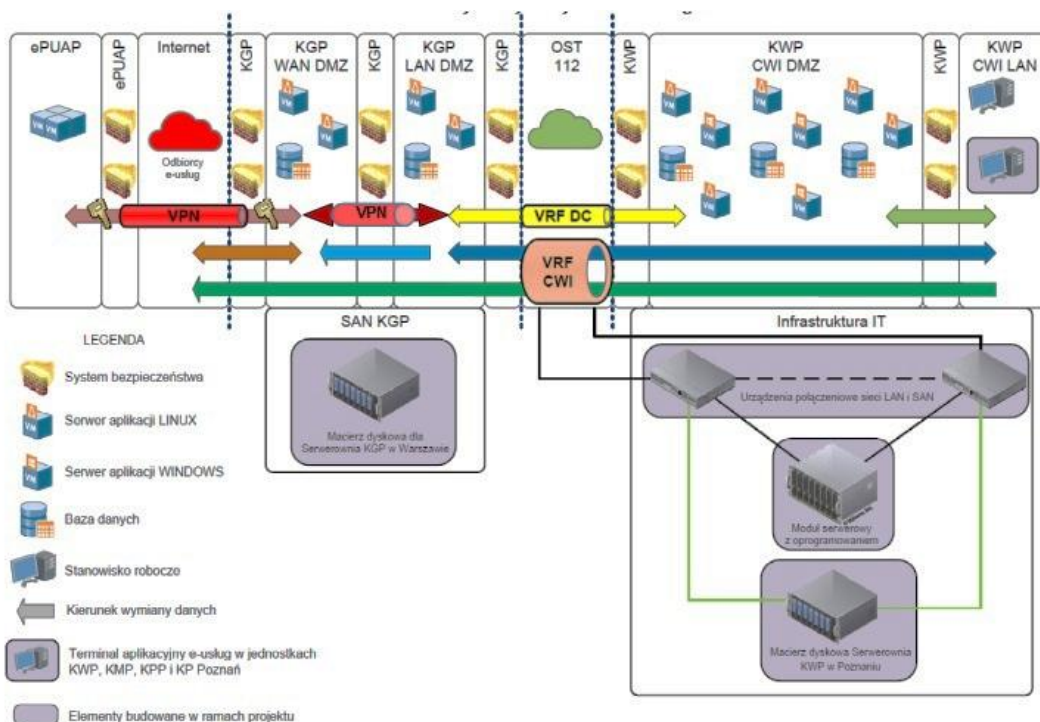 ePUAP
ePUAP
Internet
KGP
KGP
WAN DMZ
KGP
KGP
LAN DMZ
KGP
OST
112
KWP
KWP
CWI DMZ
KWP
KWP
CWI LAN
Odbiorcy
e-usług
VPN
VPN
VRF DC
VRF
CWI
SAN KGP
Macierz dyskowa dla
Serwerownia KGP w Warszawie
Infrastruktura IT
Urządzenia połączeniowe sieci LAN i SAN
Moduł serwerowy
z oprogramowaniem
Macierz dyskowa Serwerownia
KWP w Poznaniu
LEGENDA
System bezpieczeństwa
Serwer aplikacji LINUX
Serwer aplikacji WINDOWS
Baza danych
Stanowisko robocze
Kierunek wymiany danych
Terminal aplikacyjny e-usług w jednostkach
KWP, KMP, KPP i KP Poznań
Elementy budowane w ramach projektu